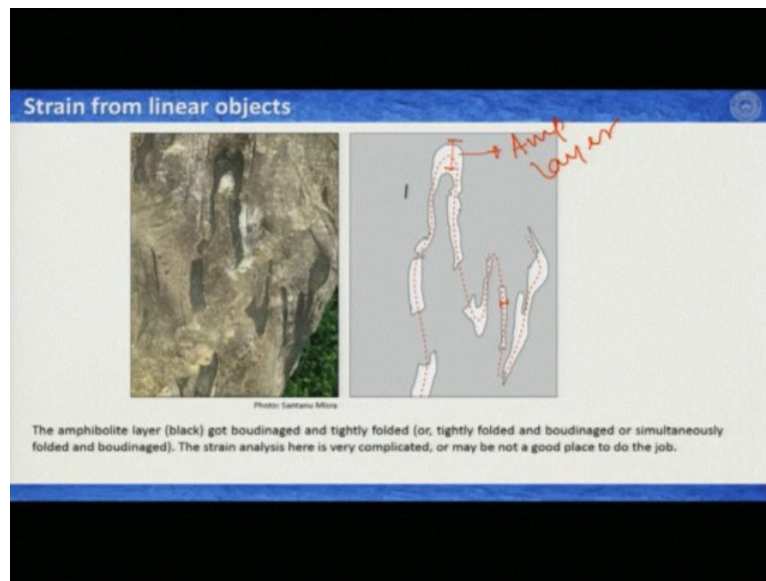 Strain from linear objects
Amp
layer
Photo: Santanu Misra
The amphibolite layer (black) got boudinaged and tightly folded (or, tightly folded and boudinaged or simultaneously
folded and boudinaged). The strain analysis here is very complicated, or may be not a good place to do the job.